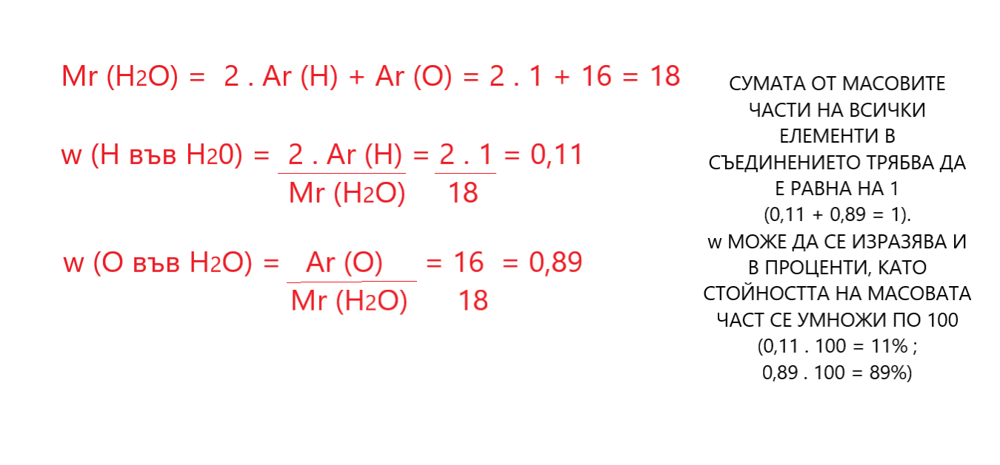 Mr (H2O) = 2 . Ar (H) + Ar (O) = 2 . 1 + 16 = 18
w (H във H20) = 2 . Ar (H) = 2 . 1 = 0,11
Mr (H2O) 18
w (O във H2O) = Ar (O) = 16 = 0,89
Mr (H2O) 18
СУМАТА ОТ МАСОВИТЕ
ЧАСТИ НА ВСИЧКИ
ЕЛЕМЕНТИ В
СЪЕДИНЕНИЕТО ТРЯБВА ДА
Е РАВНА НА 1
(0,11 + 0,89 = 1).
w МОЖЕ ДА СЕ ИЗРАЗЯВА И
В ПРОЦЕНТИ, КАТО
СТОЙНОСТТА НА МАСОВАТА
ЧАСТ СЕ УМНОЖИ ПО 100
(0,11 . 100 = 11% ;
0,89 . 100 = 89%)